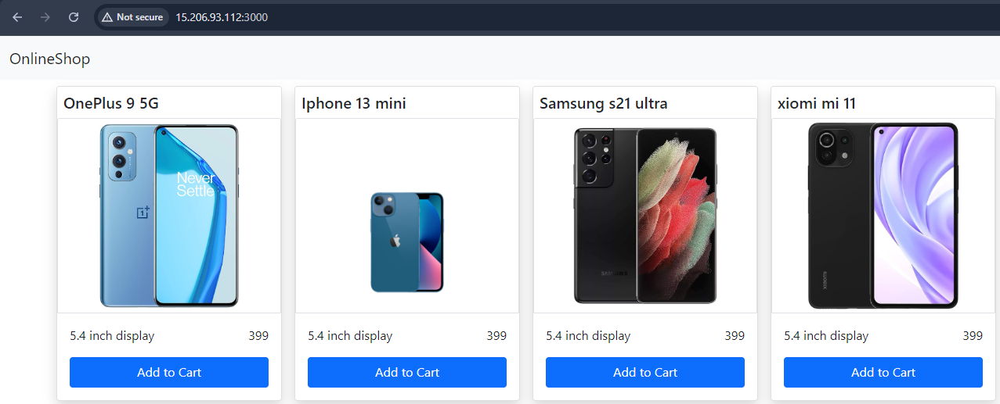 Not secure 15.206.93.112:3000
OnlineShop
OnePlus 9 5G
Iphone 13 mini
Samsung s21 ultra
xiomi mi 11
Never
Settle
SAMSUNG
xiaomi
5.4 inch display 399
5.4 inch display 399
5.4 inch display 399
5.4 inch display 399
Add to Cart
Add to Cart
Add to Cart
Add to Cart